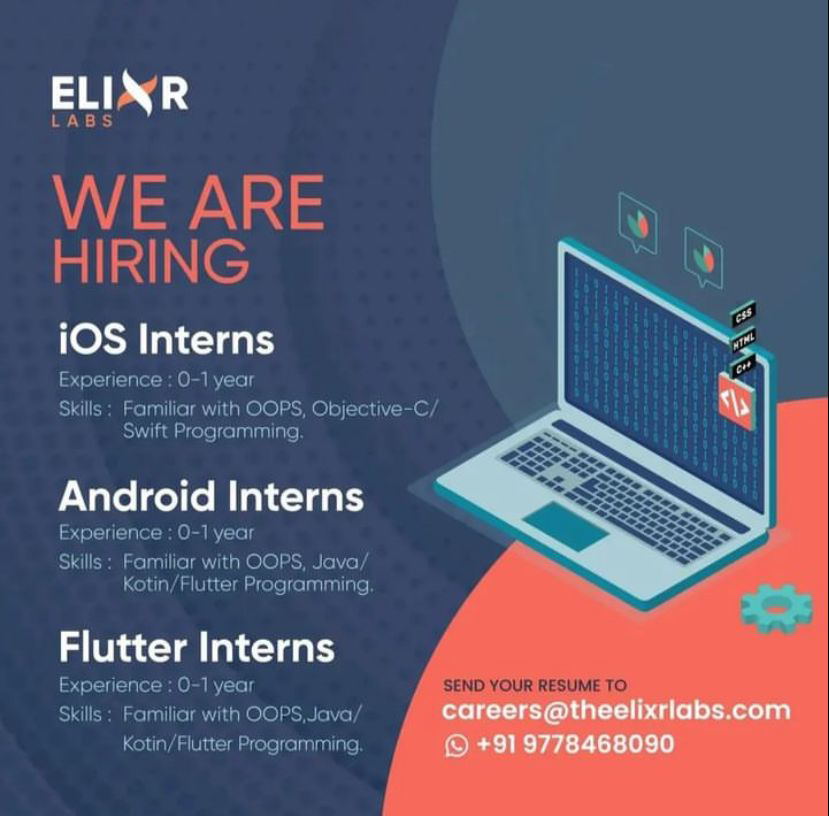 ELIXR
LABS
WE ARE
HIRING
iOS Interns
Experience : 0-1 year
Skills : Familiar with OOPS, Objective-C/
Swift Programming.
Android Interns
Experience : 0-1 year
Skills : Familiar with OOPS, Java/
Kotin/Flutter Programming.
Flutter Interns
Experience : 0-1 year
Skills : Familiar with OOPS,Java/
Kotin/Flutter Programming.
CSS
HTML
C++
</>
SEND YOUR RESUME TO
careers@theelixrlabs.com
+91 9778468090